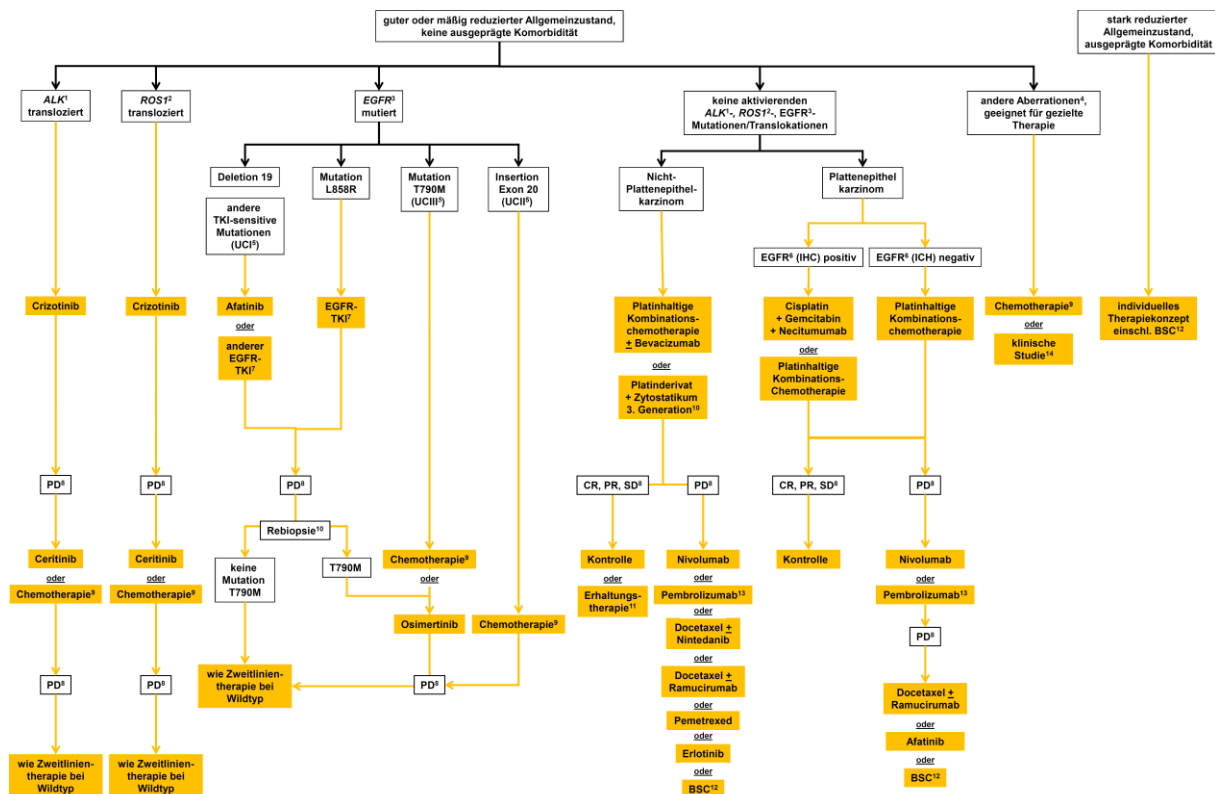 guter oder mäßig reduzierter Allgemeinzustand,
keine ausgeprägte Komorbidität
stark reduzierter
Allgemeinzustand,
ausgeprägte Komorbidität
ALK¹
transloziert
ROS1²
transloziert
EGFR³
mutiert
keine aktivierenden
ALK¹-, ROS1²-, EGFR³-
Mutationen/Translokationen
andere Aberrationen⁴,
geeignet für gezielte
Therapie
Deletion 19
Mutation
L858R
Mutation
T790M
(UCIII⁵)
Insertion
Exon 20
(UCII⁵)
Nicht-
Plattenepithel-
karzinom
Plattenepithel
karzinom
andere
TKI-sensitive
Mutationen
(UCI⁵)
EGFR⁶ (IHC) positiv
EGFR⁶ (ICH) negativ
Crizotinib
Crizotinib
Afatinib
oder
anderer
EGFR-
TKI⁷
EGFR-
TKI⁷
Platinhaltige
Kombinations-
chemotherapie
± Bevacizumab
oder
Platinderivat
+ Zytostatikum
3. Generation¹⁰
Cisplatin
+ Gemcitabin
+ Necitumumab
oder
Platinhaltige
Kombinations-
Chemotherapie
Platinhaltige
Kombinations-
chemotherapie
Chemotherapie⁹
oder
klinische
Studie¹⁴
individuelles
Therapiekonzept
einschl. BSC¹²
PD⁸
PD⁸
PD⁸
CR, PR, SD⁸
PD⁸
CR, PR, SD⁸
PD⁸
Rebiopsie¹⁰
Ceritinib
oder
Chemotherapie⁹
Ceritinib
oder
Chemotherapie⁹
keine
Mutation
T790M
T790M
Chemotherapie⁹
oder
Osimertinib
Chemotherapie⁹
Kontrolle
oder
Erhaltungs-
therapie¹¹
Nivolumab
oder
Pembrolizumab¹³
oder
Docetaxel ±
Nintedanib
oder
Docetaxel ±
Ramucirumab
oder
Pemetrexed
oder
Erlotinib
oder
BSC¹²
Kontrolle
Nivolumab
oder
Pembrolizumab¹³
PD⁸
Docetaxel ±
Ramucirumab
oder
Afatinib
oder
BSC¹²
PD⁸
PD⁸
wie Zweitlinien-
therapie bei
Wildtyp
PD⁸
wie Zweitlinien-
therapie bei
Wildtyp
wie Zweitlinien-
therapie bei
Wildtyp